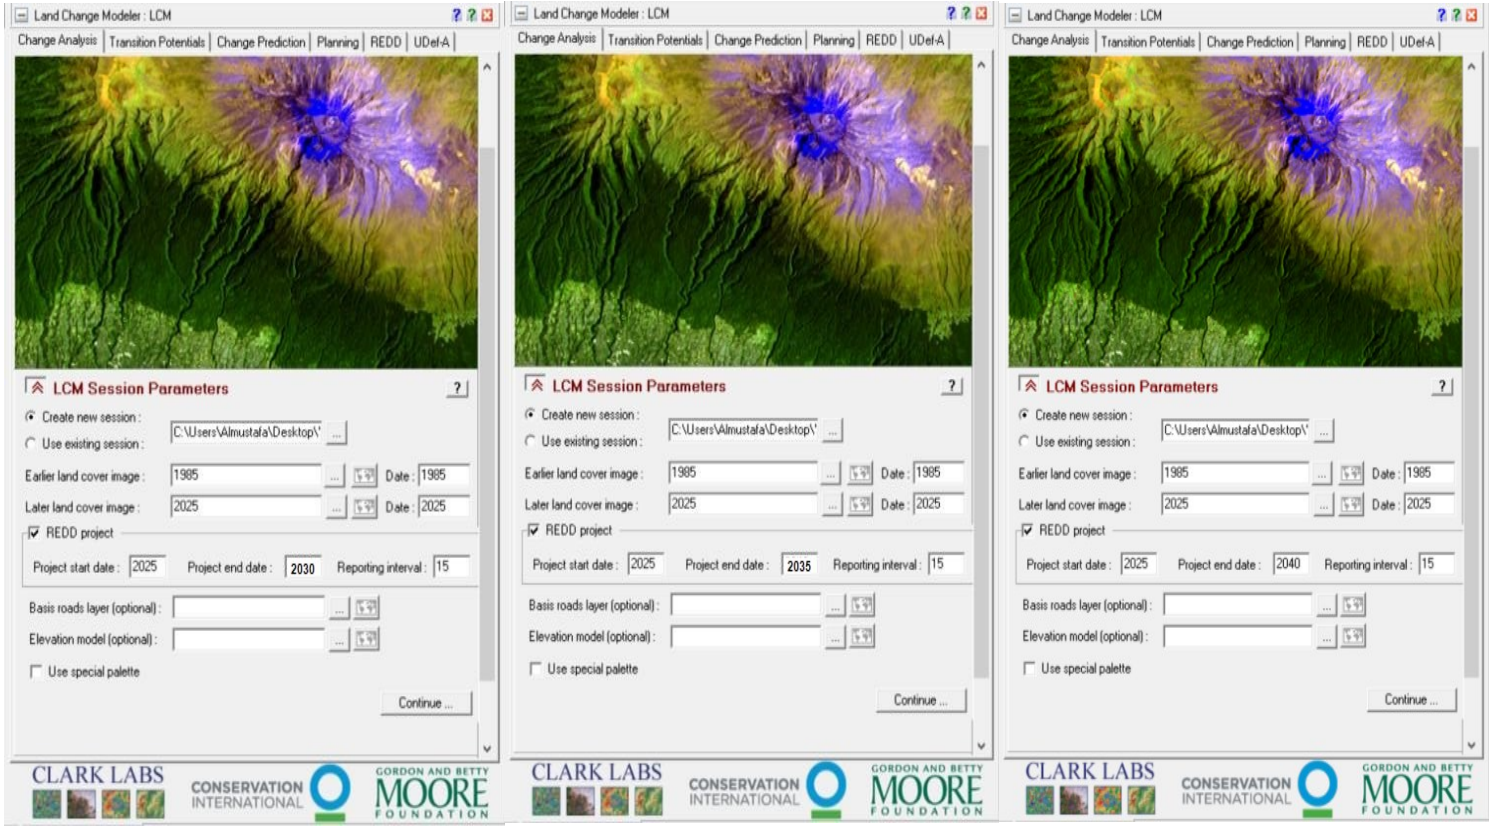 Land Change Modeler : LCM
? ?
Change Analysis Transition Potentials Change Prediction Planning REDD UDef-A
LCM Session Parameters
?
Create new session :
C:\Users\Almustafa\Desktop\'
...
Use existing session :
Earlier land cover image : 1985 ... Date : 1985
Later land cover image : 2025 ... Date : 2025
REDD project
Project start date : 2025 Project end date : 2030 Reporting interval : 15
Basis roads layer (optional) : ...
Elevation model (optional) : ...
Use special palette
Continue ...
CLARK LABS
CONSERVATION
INTERNATIONAL
GORDON AND BETTY
MOORE
FOUNDATION
Land Change Modeler : LCM
? ?
Change Analysis Transition Potentials Change Prediction Planning REDD UDef-A
LCM Session Parameters
?
Create new session :
C:\Users\Almustafa\Desktop\'
...
Use existing session :
Earlier land cover image : 1985 ... Date : 1985
Later land cover image : 2025 ... Date : 2025
REDD project
Project start date : 2025 Project end date : 2035 Reporting interval : 15
Basis roads layer (optional) : ...
Elevation model (optional) : ...
Use special palette
Continue ...
CLARK LABS
CONSERVATION
INTERNATIONAL
GORDON AND BETTY
MOORE
FOUNDATION
Land Change Modeler : LCM
? ?
Change Analysis Transition Potentials Change Prediction Planning REDD UDef-A
LCM Session Parameters
?
Create new session :
C:\Users\Almustafa\Desktop\'
...
Use existing session :
Earlier land cover image : 1985 ... Date : 1985
Later land cover image : 2025 ... Date : 2025
REDD project
Project start date : 2025 Project end date : 2040 Reporting interval : 15
Basis roads layer (optional) : ...
Elevation model (optional) : ...
Use special palette
Continue ...
CLARK LABS
CONSERVATION
INTERNATIONAL
GORDON AND BETTY
MOORE
FOUNDATION